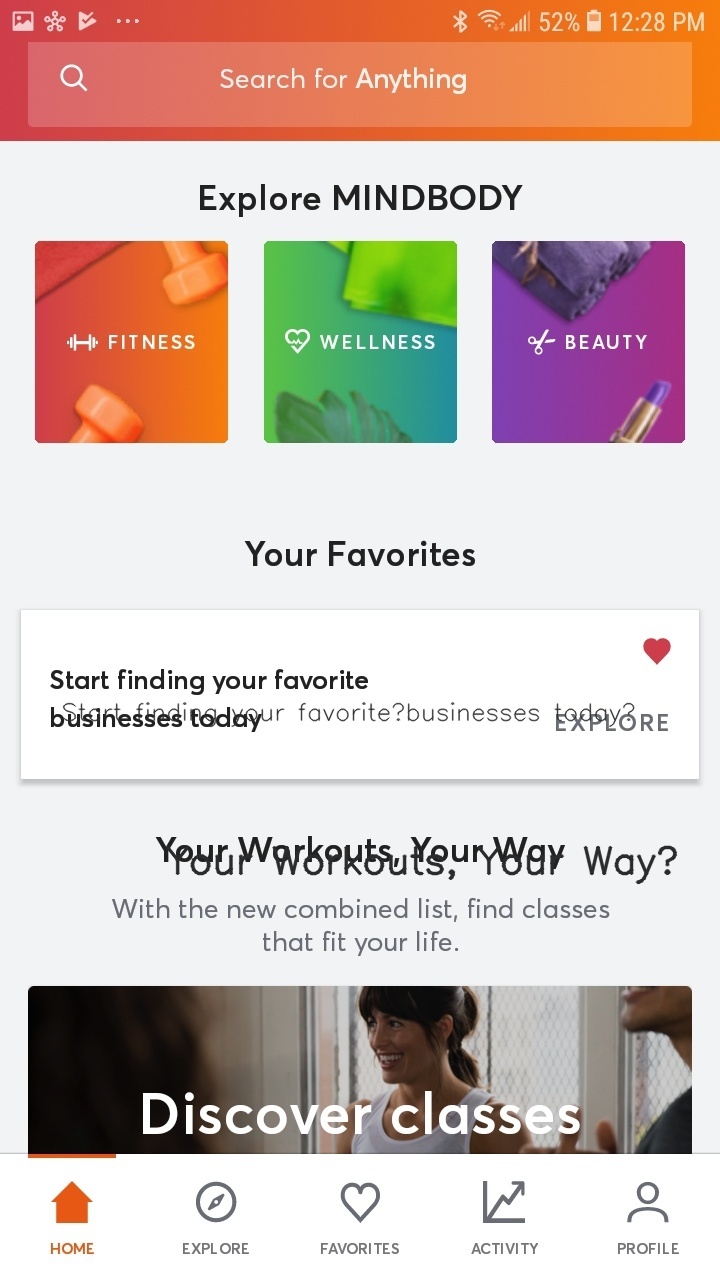 52% 12:28 PM
Search for Anything
Explore MINDBODY
FITNESS
WELLNESS
BEAUTY
Your Favorites
Start finding your favorite
businesses today
Start finding your favorite?businesses today?
EXPLORE
Your Workouts, Your Way
Your Workouts, Your Way?
With the new combined list, find classes
that fit your life.
Discover classes
HOME
EXPLORE
FAVORITES
ACTIVITY
PROFILE